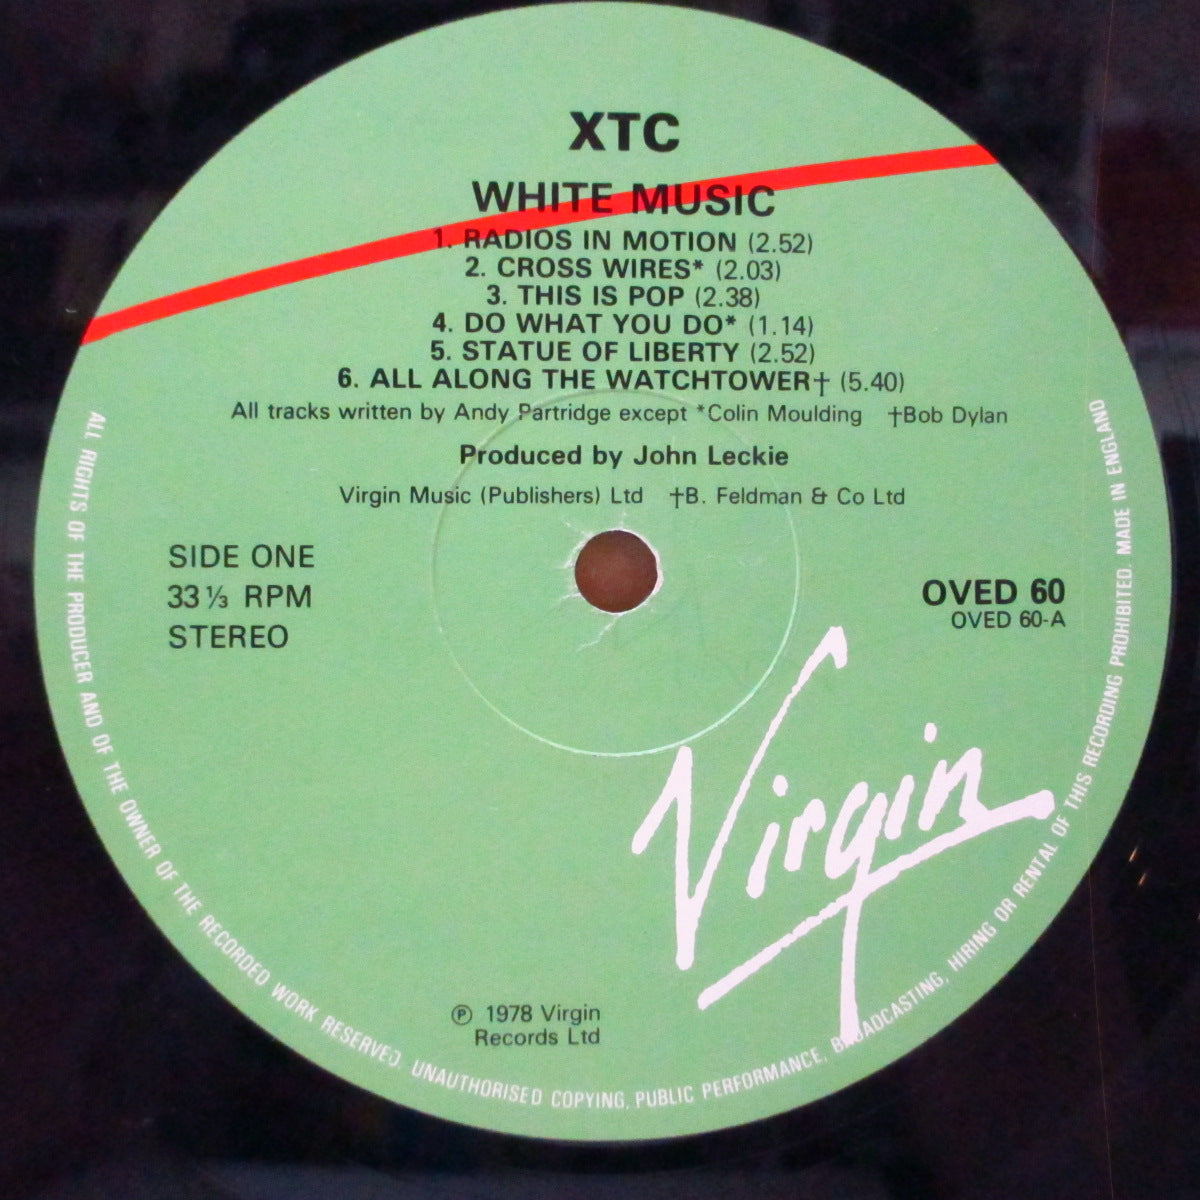 XTC
WHITE MUSIC
1. RADIOS IN MOTION (2.52)
2. CROSS WIRES* (2.03)
3. THIS IS POP (2.38)
4. DO WHAT YOU DO* (1.14)
5. STATUE OF LIBERTY (2.52)
6. ALL ALONG THE WATCHTOWER† (5.40)
All tracks written by Andy Partridge except *Colin Moulding †Bob Dylan
Produced by John Leckie
Virgin Music (Publishers) Ltd †B. Feldman & Co Ltd
SIDE ONE
33⅓ RPM
STEREO
OVED 60
OVED 60-A
Virgin
℗ 1978 Virgin
Records Ltd
ALL RIGHTS OF THE PRODUCER AND OF THE OWNER OF THE RECORDED WORK RESERVED. UNAUTHORISED COPYING, PUBLIC PERFORMANCE, BROADCASTING, HIRING OR RENTAL OF THIS RECORDING PROHIBITED. MADE IN ENGLAND